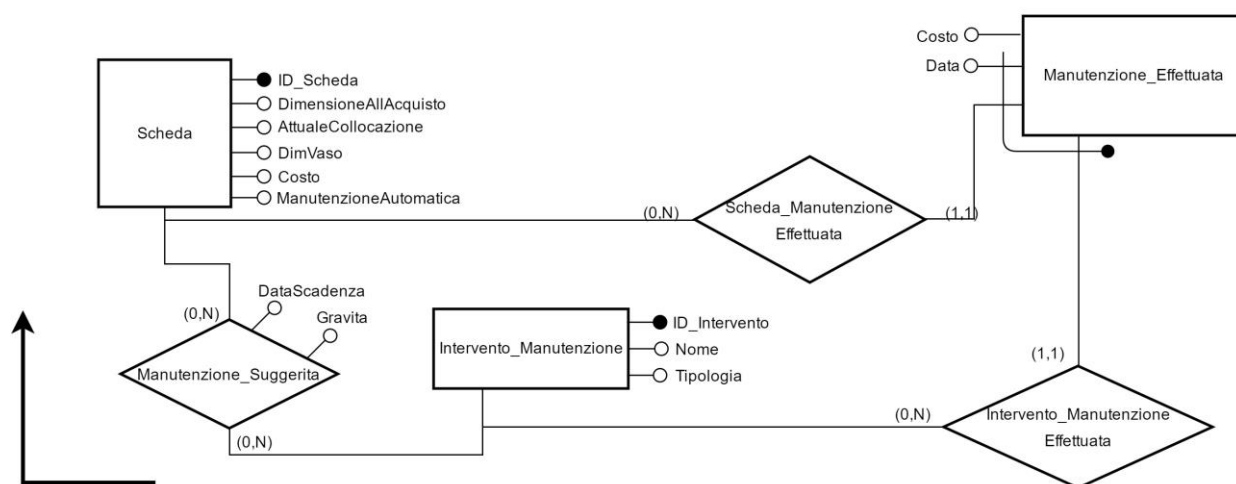 Costo
Data
Manutenzione_Effettuata
Scheda
ID_Scheda
DimensioneAllAcquisto
AttualeCollocazione
DimVaso
Costo
ManutenzioneAutomatica
(0,N)
Scheda_Manutenzione
Effettuata
(1,1)
DataScadenza
Gravita
(0,N)
Manutenzione_Suggerita
(0,N)
Intervento_Manutenzione
ID_Intervento
Nome
Tipologia
(1,1)
(0,N)
Intervento_Manutenzione
Effettuata